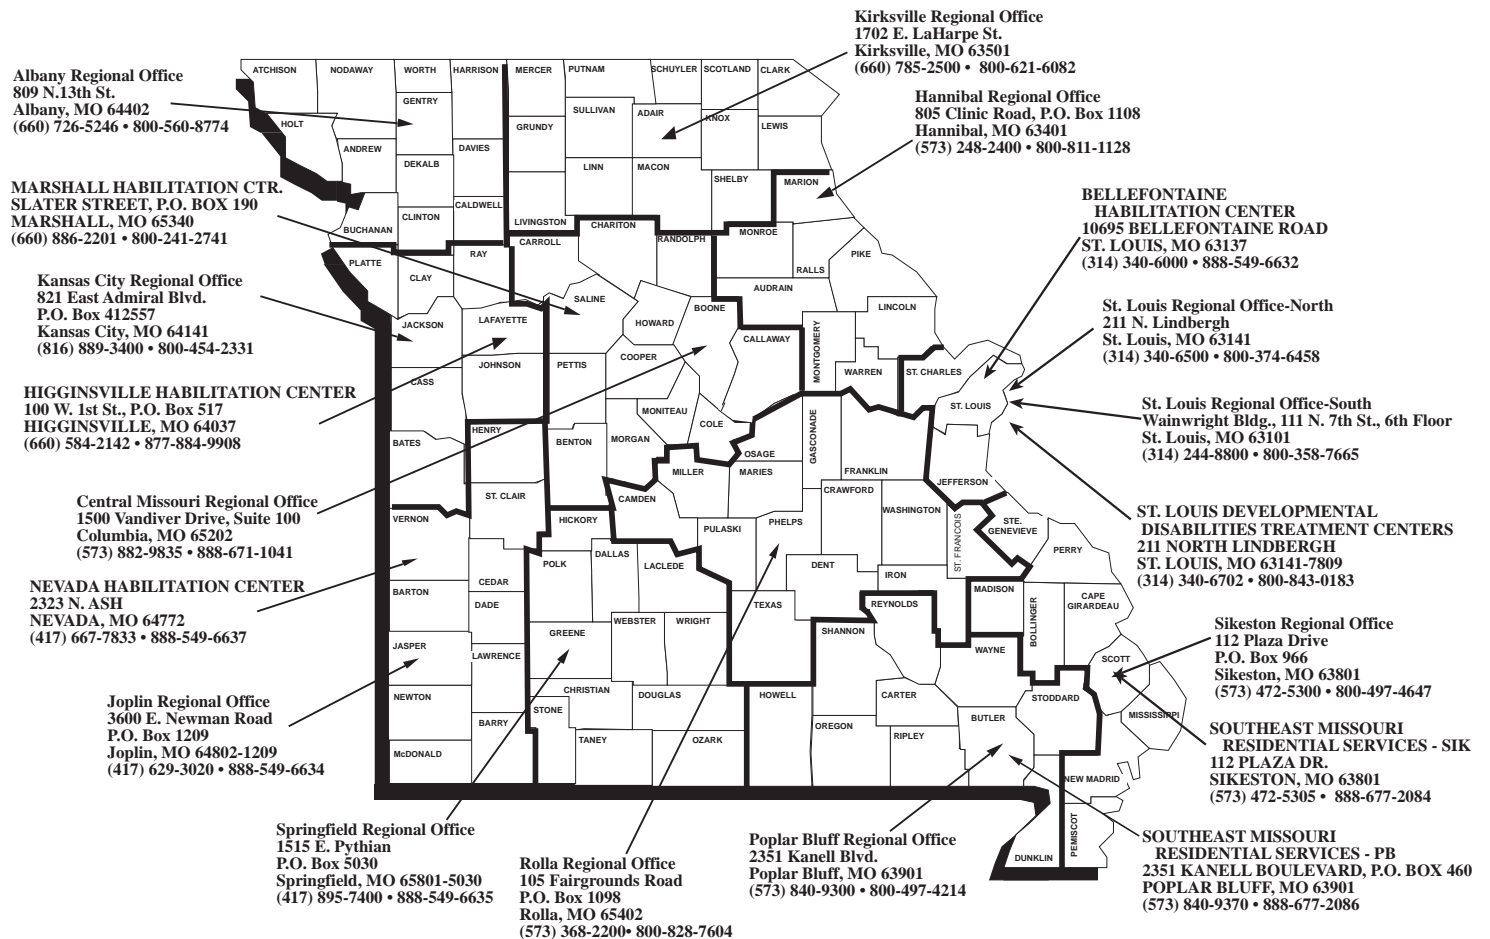 Kirksville Regional Office
1702 E. LaHarpe St.
Kirksville, MO 63501
(660) 785-2500 • 800-621-6082
Albany Regional Office
809 N.13th St.
Albany, MO 64402
(660) 726-5246 • 800-560-8774
Hannibal Regional Office
805 Clinic Road, P.O. Box 1108
Hannibal, MO 63401
(573) 248-2400 • 800-811-1128
MARSHALL HABILITATION CTR.
SLATER STREET, P.O. BOX 190
MARSHALL, MO 65340
(660) 886-2201 • 800-241-2741
BELLEFONTAINE
HABILITATION CENTER
10695 BELLEFONTAINE ROAD
ST. LOUIS, MO 63137
(314) 340-6000 • 888-549-6632
Kansas City Regional Office
821 East Admiral Blvd.
P.O. Box 412557
Kansas City, MO 64141
(816) 889-3400 • 800-454-2331
St. Louis Regional Office-North
211 N. Lindbergh
St. Louis, MO 63141
(314) 340-6500 • 800-374-6458
HIGGINSVILLE HABILITATION CENTER
100 W. 1st St., P.O. Box 517
HIGGINSVILLE, MO 64037
(660) 584-2142 • 877-884-9908
St. Louis Regional Office-South
Wainwright Bldg., 111 N. 7th St., 6th Floor
St. Louis, MO 63101
(314) 244-8800 • 800-358-7665
Central Missouri Regional Office
1500 Vandiver Drive, Suite 100
Columbia, MO 65202
(573) 882-9835 • 888-671-1041
ST. LOUIS DEVELOPMENTAL
DISABILITIES TREATMENT CENTERS
211 NORTH LINDBERGH
ST. LOUIS, MO 63141-7809
(314) 340-6702 • 800-843-0183
NEVADA HABILITATION CENTER
2323 N. ASH
NEVADA, MO 64772
(417) 667-7833 • 888-549-6637
Sikeston Regional Office
112 Plaza Drive
P.O. Box 966
Sikeston, MO 63801
(573) 472-5300 • 800-497-4647
Joplin Regional Office
3600 E. Newman Road
P.O. Box 1209
Joplin, MO 64802-1209
(417) 629-3020 • 888-549-6634
SOUTHEAST MISSOURI
RESIDENTIAL SERVICES - SIK
112 PLAZA DR.
SIKESTON, MO 63801
(573) 472-5305 • 888-677-2084
Springfield Regional Office
1515 E. Pythian
P.O. Box 5030
Springfield, MO 65801-5030
(417) 895-7400 • 888-549-6635
Rolla Regional Office
105 Fairgrounds Road
P.O. Box 1098
Rolla, MO 65402
(573) 368-2200• 800-828-7604
Poplar Bluff Regional Office
2351 Kanell Blvd.
Poplar Bluff, MO 63901
(573) 840-9300 • 800-497-4214
SOUTHEAST MISSOURI
RESIDENTIAL SERVICES - PB
2351 KANELL BOULEVARD, P.O. BOX 460
POPLAR BLUFF, MO 63901
(573) 840-9370 • 888-677-2086
ATCHISON
NODAWAY
WORTH
HARRISON
MERCER
PUTNAM
SCHUYLER
SCOTLAND
CLARK
GENTRY
SULLIVAN
ADAIR
KNOX
HOLT
GRUNDY
LEWIS
ANDREW
DAVIES
DEKALB
LINN
MACON
SHELBY
MARION
CALDWELL
CLINTON
LIVINGSTON
BUCHANAN
CHARITON
MONROE
RANDOLPH
CARROLL
RAY
PLATTE
PIKE
RALLS
CLAY
AUDRAIN
SALINE
BOONE
LINCOLN
JACKSON
LAFAYETTE
HOWARD
CALLAWAY
MONTGOMERY
COOPER
JOHNSON
PETTIS
WARREN
ST. CHARLES
CASS
ST. LOUIS
MONITEAU
COLE
GASCONADE
HENRY
BATES
BENTON
MORGAN
OSAGE
MILLER
MARIES
FRANKLIN
JEFFERSON
CRAWFORD
ST. CLAIR
CAMDEN
WASHINGTON
VERNON
HICKORY
PULASKI
PHELPS
STE.
GENEVIEVE
ST. FRANCOIS
PERRY
DALLAS
POLK
LACLEDE
DENT
IRON
CEDAR
BARTON
MADISON
CAPE
GIRARDEAU
BOLLINGER
DADE
TEXAS
REYNOLDS
WEBSTER
WRIGHT
GREENE
SHANNON
JASPER
LAWRENCE
WAYNE
SCOTT
CHRISTIAN
DOUGLAS
HOWELL
CARTER
STODDARD
NEWTON
STONE
BUTLER
MISSISSIPPI
BARRY
OREGON
RIPLEY
TANEY
OZARK
McDONALD
NEW MADRID
PEMISCOT
DUNKLIN